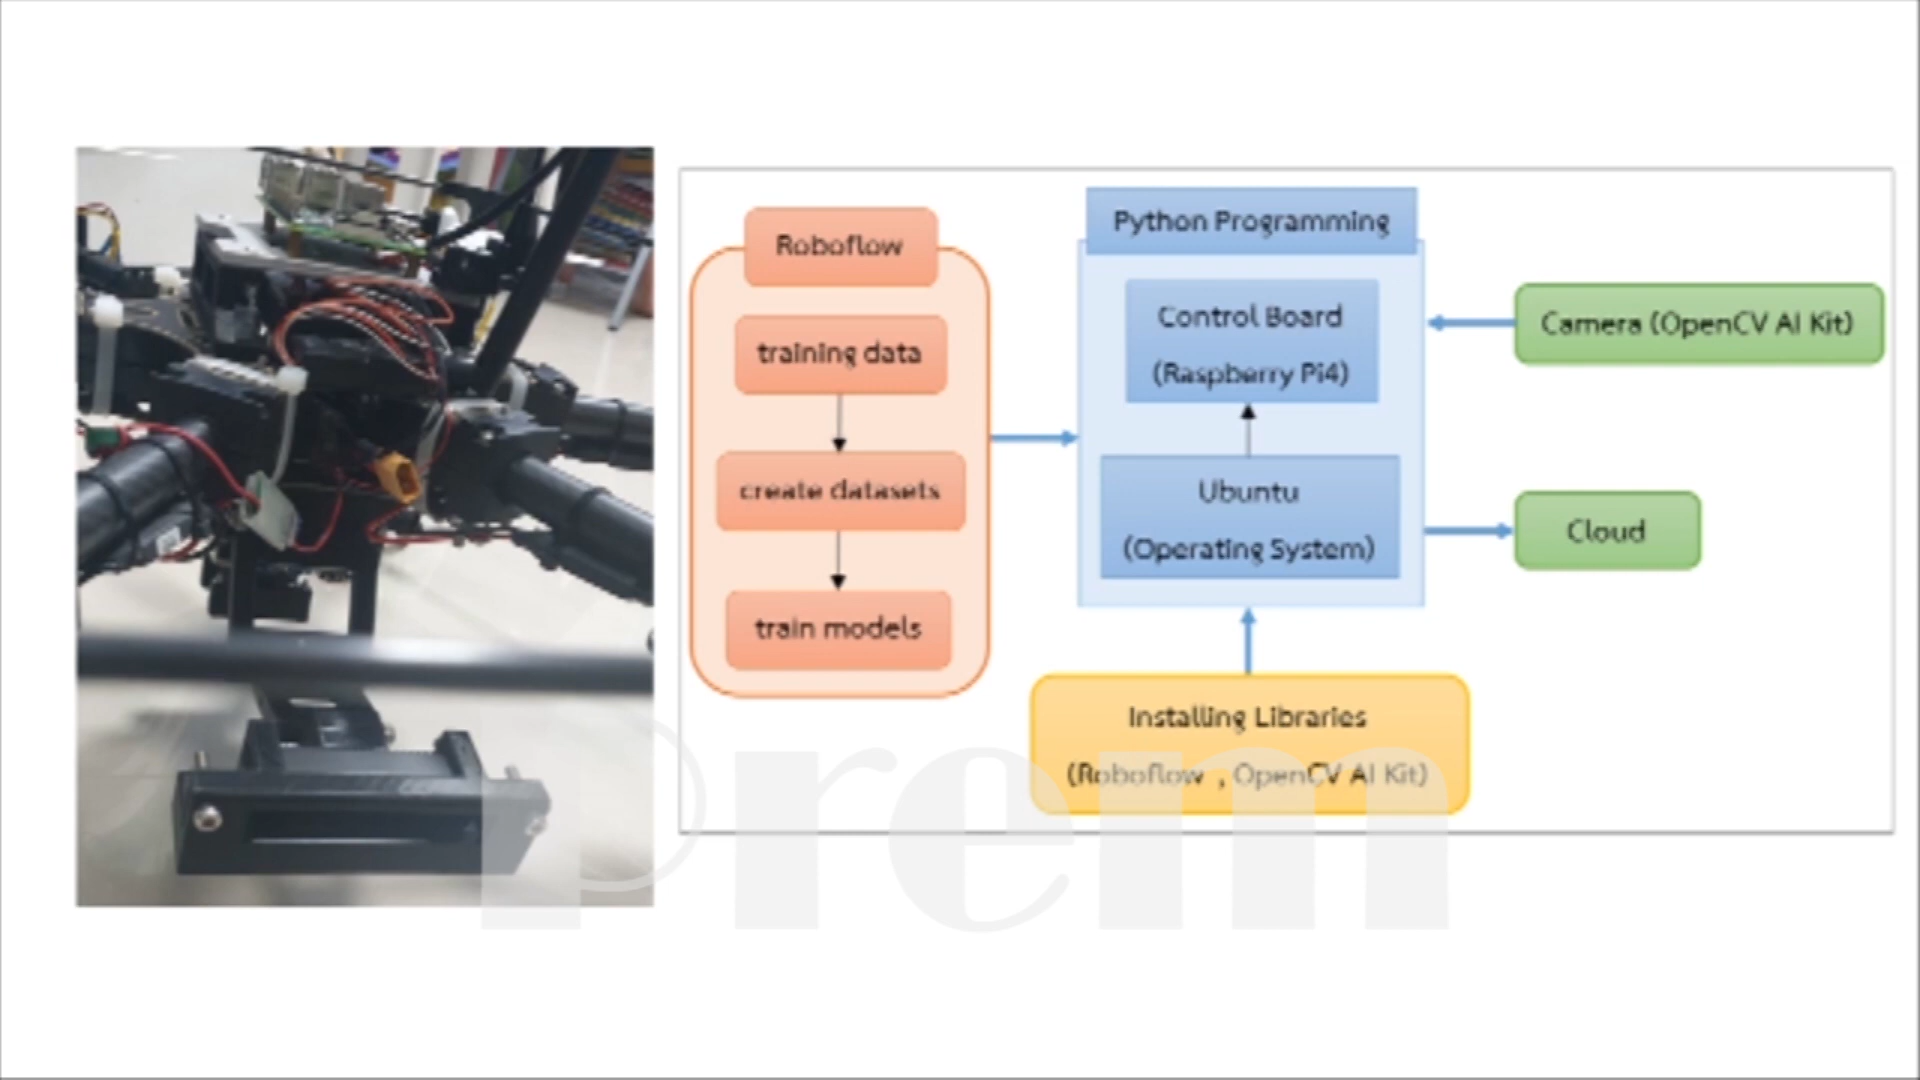 Roboflow
training data
create datasets
train models
Python Programming
Control Board
(Raspberry Pi4)
Ubuntu
(Operating System)
Camera (OpenCV AI Kit)
Cloud
Installing Libraries
(Roboflow , OpenCV AI Kit)
Prem